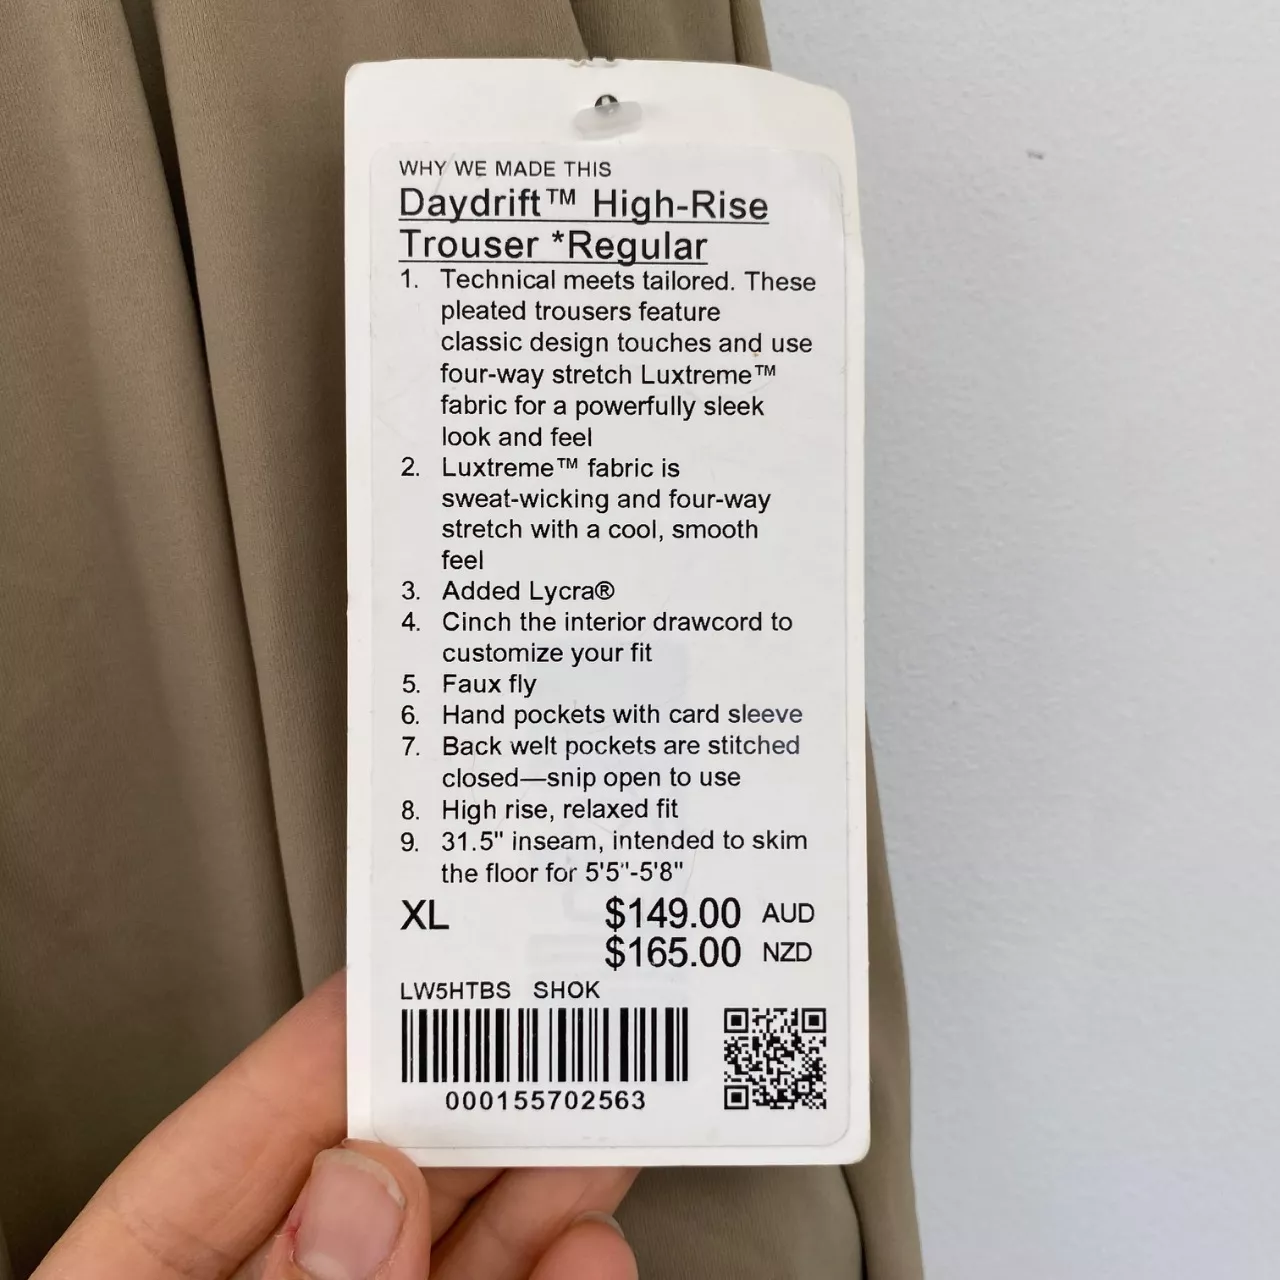 WHY WE MADE THIS
Daydrift™ High-Rise
Trouser *Regular
1. Technical meets tailored. These
pleated trousers feature
classic design touches and use
four-way stretch Luxtreme™
fabric for a powerfully sleek
look and feel
2. Luxtreme™ fabric is
sweat-wicking and four-way
stretch with a cool, smooth
feel
3. Added Lycra®
4. Cinch the interior drawcord to
customize your fit
5. Faux fly
6. Hand pockets with card sleeve
7. Back welt pockets are stitched
closed—snip open to use
8. High rise, relaxed fit
9. 31.5" inseam, intended to skim
the floor for 5'5"-5'8"
XL $149.00 AUD
$165.00 NZD
LW5HTBS SHOK
000155702563